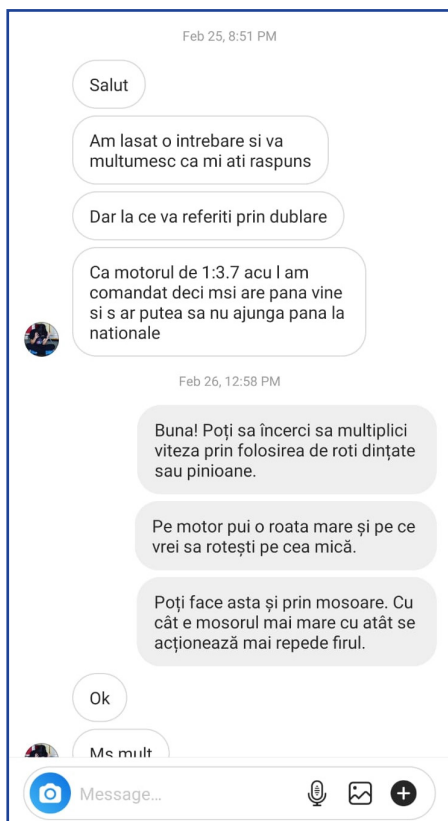 Feb 25, 8:51 PM
Salut
Am lasat o intrebare si va
multumesc ca mi ati raspuns
Dar la ce va referiti prin dublare
Ca motorul de 1:3.7 acu l am
comandat deci msi are pana vine
si s ar putea sa nu ajunga pana la
nationale
Feb 26, 12:58 PM
Buna! Poți sa încerci sa multiplici
viteza prin folosirea de roti dințate
sau pinioane.
Pe motor pui o roata mare și pe ce
vrei sa rotești pe cea mică.
Poți face asta și prin mosoare. Cu
cât e mosorul mai mare cu atât se
acționează mai repede firul.
Ok
Ms mult
Message...